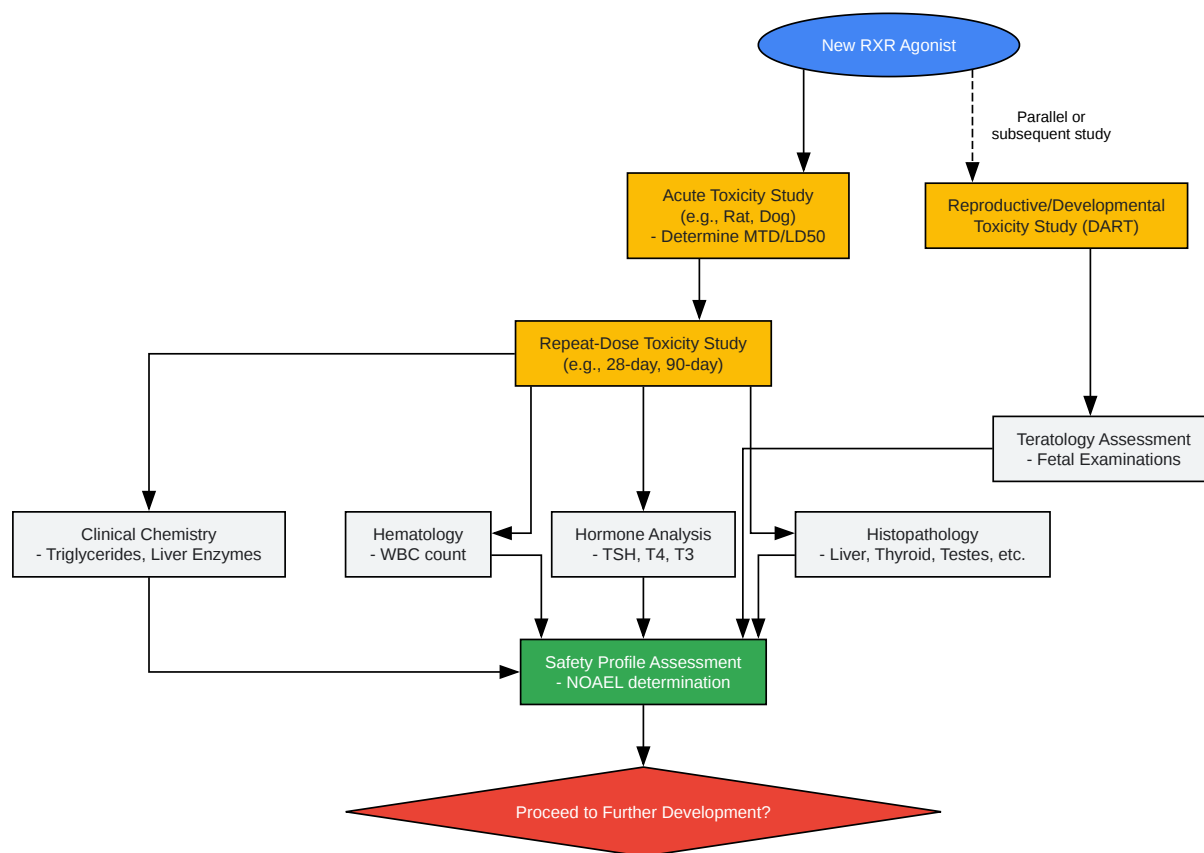 New RXR Agonist
Parallel or
subsequent study
Acute Toxicity Study
(e.g., Rat, Dog)
- Determine MTD/LD50
Reproductive/Developmental
Toxicity Study (DART)
Repeat-Dose Toxicity Study
(e.g., 28-day, 90-day)
Teratology Assessment
- Fetal Examinations
Clinical Chemistry
- Triglycerides, Liver Enzymes
Hematology
- WBC count
Hormone Analysis
- TSH, T4, T3
Histopathology
- Liver, Thyroid, Testes, etc.
Safety Profile Assessment
- NOAEL determination
Proceed to Further Development?